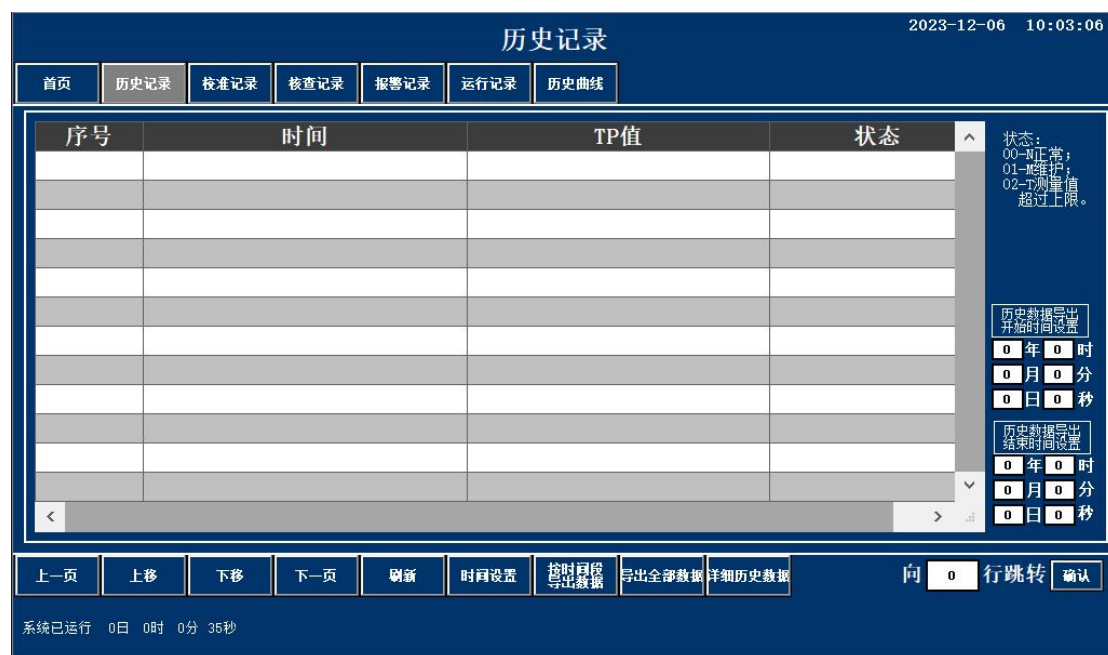 历史记录
2023-12-06 10:03:06
首页 历史记录 校准记录 核查记录 报警记录 运行记录 历史曲线
序号 时间 TP值 状态
状态:
00-N正常;
01-M维护;
02-T测量值
超过上限。
历史数据导出
开始时间设置
0 年 0 时
0 月 0 分
0 日 0 秒
历史数据导出
结束时间设置
0 年 0 时
0 月 0 分
0 日 0 秒
上一页 上移 下移 下一页 刷新 时间设置 按时间段导出数据 导出全部数据 详细历史数据
向 0 行跳转 确认
系统已运行 0日 0时 0分 35秒